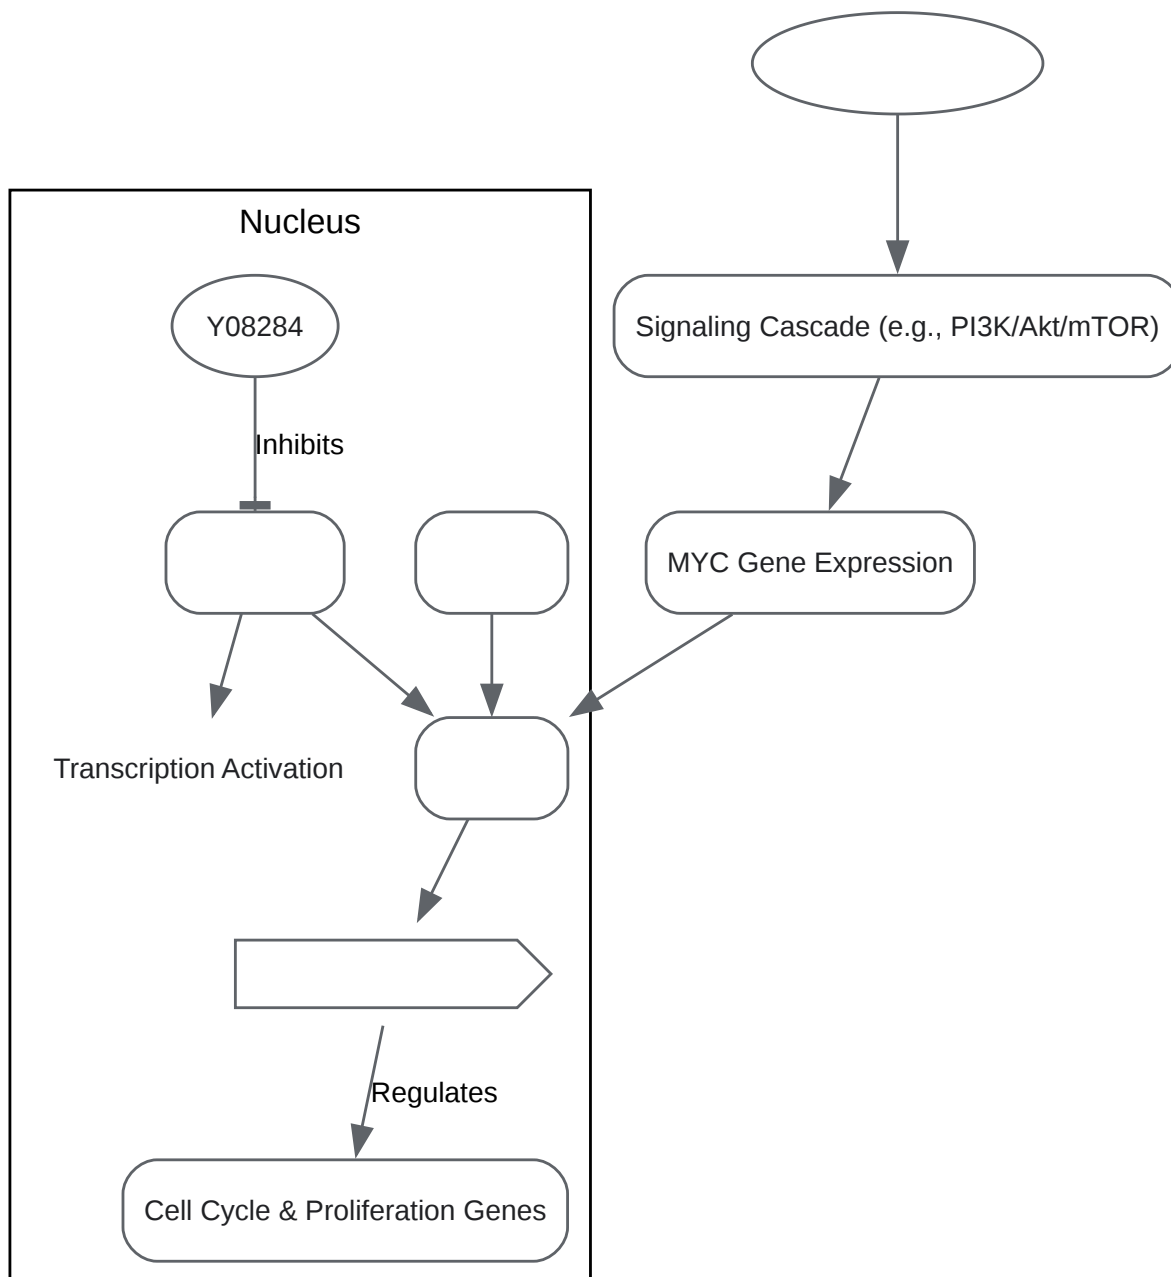 Nucleus
Y08284
Signaling Cascade (e.g., PI3K/Akt/mTOR)
Inhibits
MYC Gene Expression
Transcription Activation
Regulates
Cell Cycle & Proliferation Genes